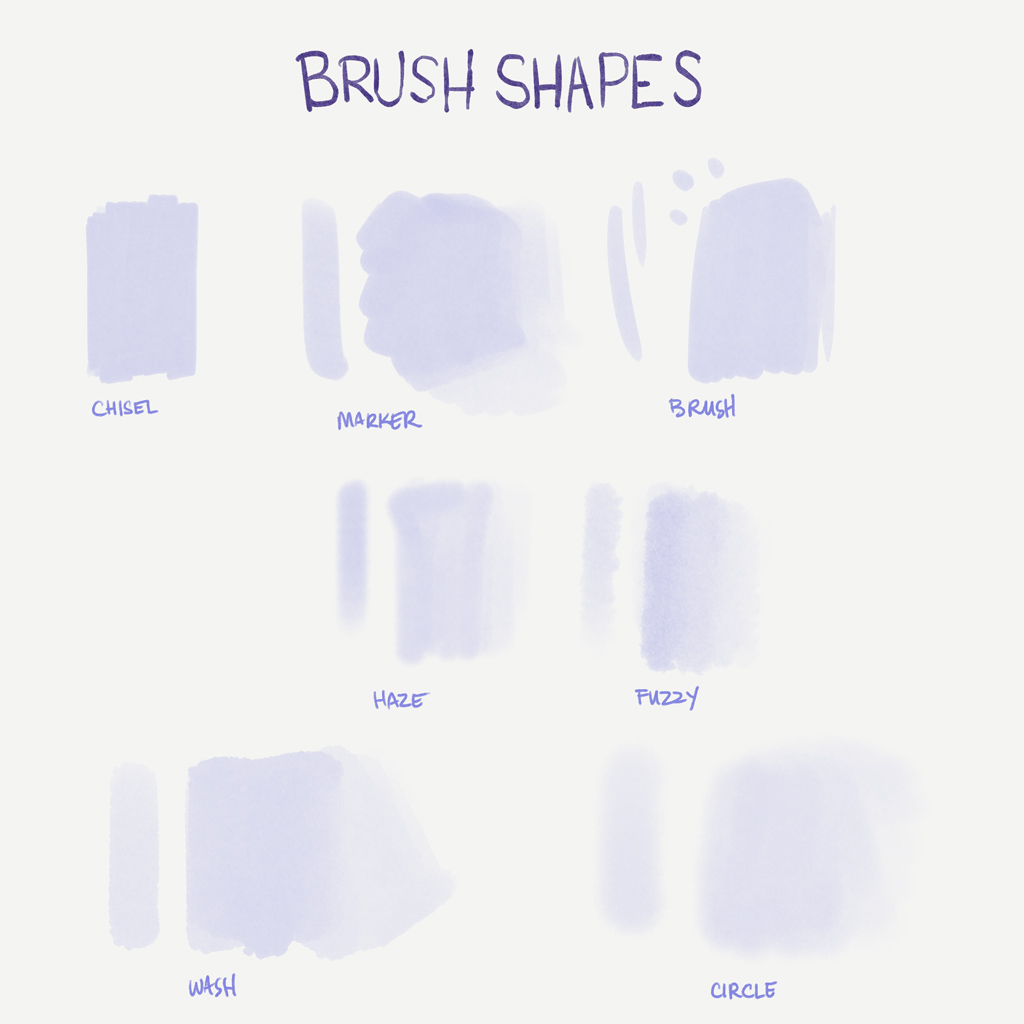 BRUSH SHAPES
CHISEL
MARKER
BRUSH
HAZE
FUZZY
WASH
CIRCLE